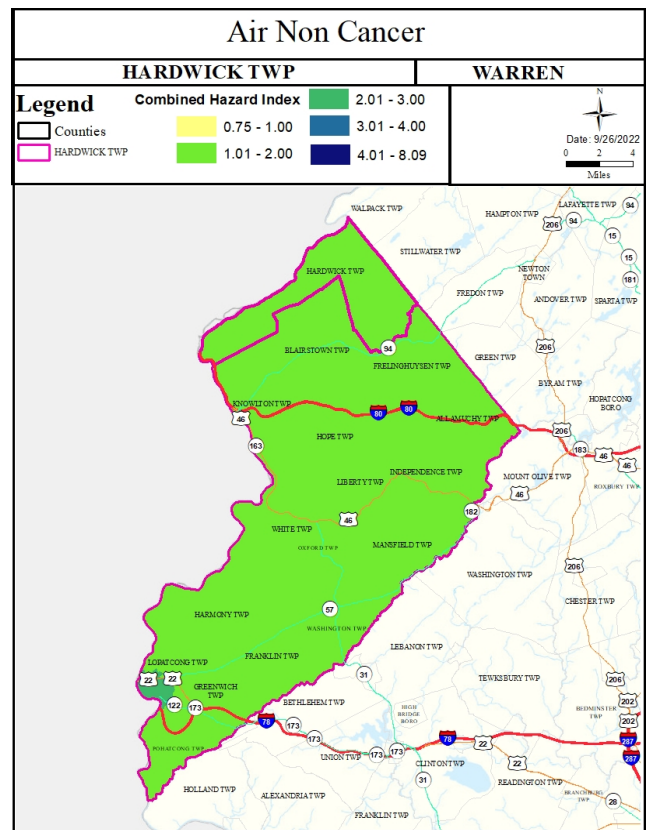 Air Non Cancer
HARDWICK TWP
WARREN
Legend
Counties
HARDWICK TWP
Combined Hazard Index
0.75 - 1.00
1.01 - 2.00
2.01 - 3.00
3.01 - 4.00
4.01 - 8.09
N
Date: 9/26/2022
0 2 4
Miles
WALPACK TWP
LAFAYETTE TWP
94
HAMPTON TWP
94
206
15
STILLWATER TWP
15
NEWTON
TOWN
HARDWICK TWP
181
FREDON TWP
ANDOVER TWP
SPARTA TWP
206
94
BLAIRSTOWN TWP
GREEN TWP
FRELINGHUYSEN TWP
BYRAM TWP
HOPATCONG
BORO
KNOWLTON TWP
80
80
46
ALLAMUCHY TWP
206
HOPE TWP
163
183
46
46
INDEPENDENCE TWP
LIBERTY TWP
MOUNT OLIVE TWP
ROXBURY TWP
46
182
46
WHITE TWP
OXFORD TWP
MANSFIELD TWP
206
WASHINGTON TWP
CHESTER TWP
57
HARMONY TWP
WASHINGTON TWP
LEBANON TWP
FRANKLIN TWP
LOPATCONG TWP
31
TEWKSBURY TWP
22
22
206
GREENWICH
TWP
BETHLEHEM TWP
202
122
173
HIGH
BRIDGE
BORO
BEDMINSTER
TWP
78
173
202
173
78
287
POHATCONG TWP
173
173
22
UNION TWP
287
CLINTON TWP
22
31
READINGTON TWP
HOLLAND TWP
ALEXANDRIA TWP
BRANCHBURG
TWP
28
FRANKLIN TWP